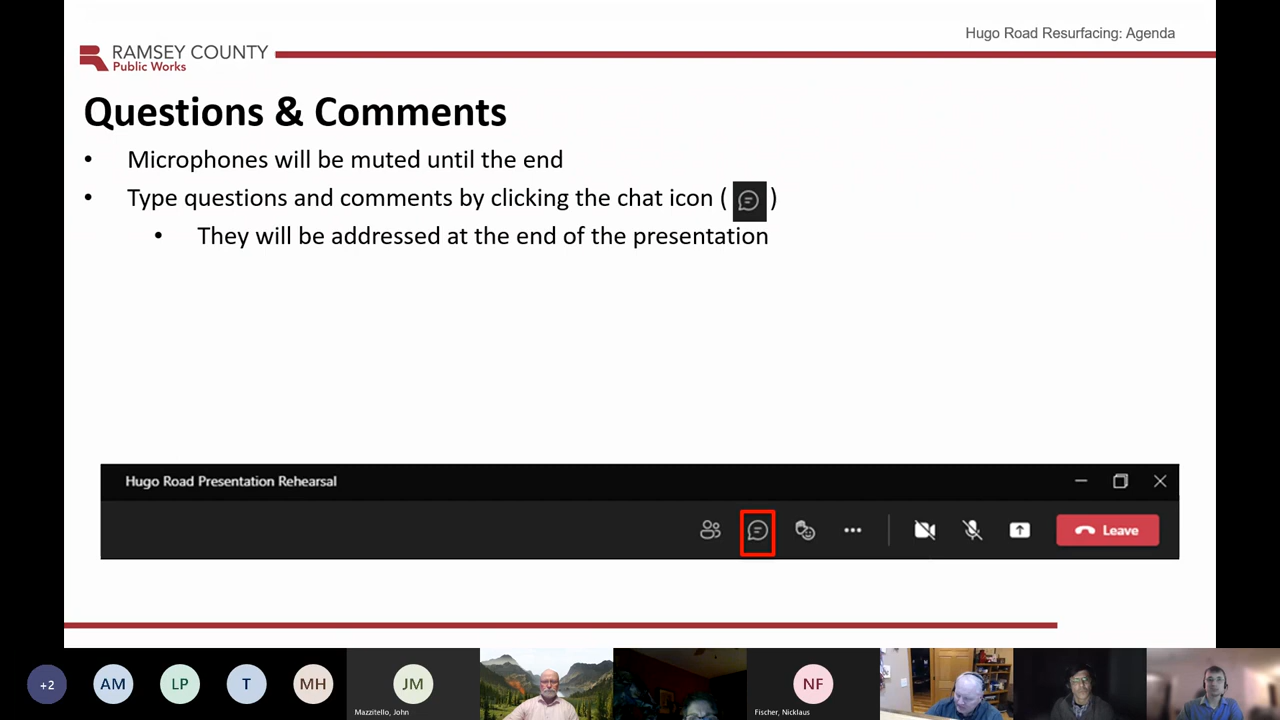 Hugo Road Resurfacing: Agenda
RAMSEY COUNTY
Public Works
Questions & Comments
• Microphones will be muted until the end
• Type questions and comments by clicking the chat icon ( )
• They will be addressed at the end of the presentation
Hugo Road Presentation Rehearsal
Leave
+2 AM LP T MH JM NF
Mazzitello, John Fischer, Nicklaus